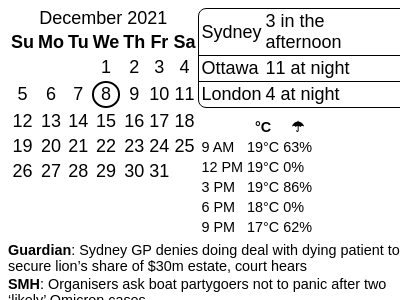 December 2021
Su Mo Tu We Th Fr Sa
1 2 3 4
5 6 7 8 9 10 11
12 13 14 15 16 17 18
19 20 21 22 23 24 25
26 27 28 29 30 31
Sydney 3 in the
afternoon
Ottawa 11 at night
London 4 at night
°C ☂
9 AM 19°C 63%
12 PM 19°C 0%
3 PM 19°C 86%
6 PM 18°C 0%
9 PM 17°C 62%
Guardian: Sydney GP denies doing deal with dying patient to
secure lion’s share of $30m estate, court hears
SMH: Organisers ask boat partygoers not to panic after two
‘likely’ Omicron cases